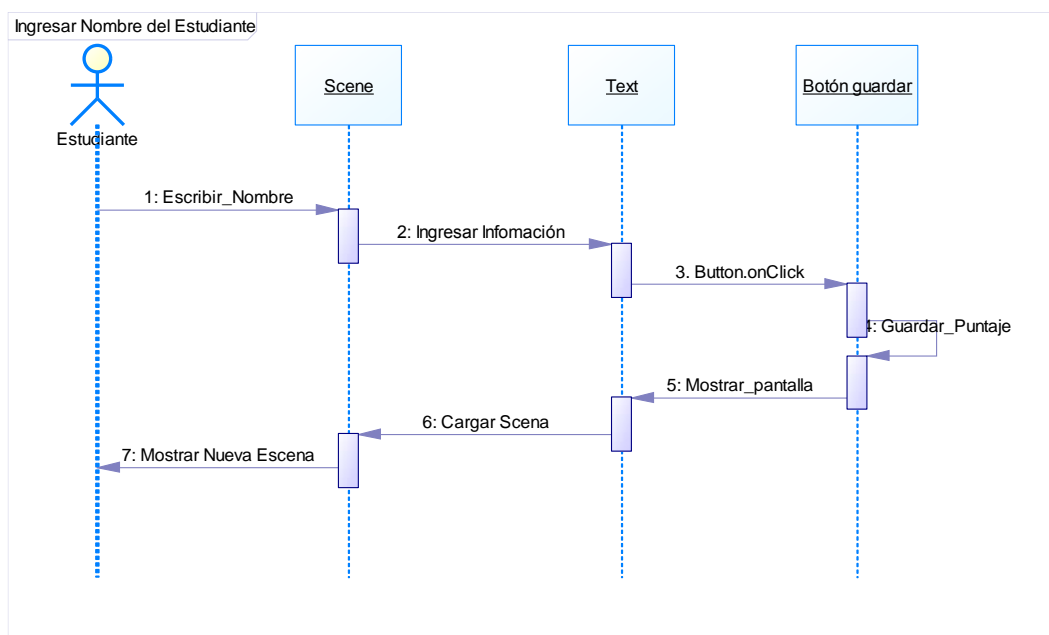 Ingresar Nombre del Estudiante
Estudiante
Scene
Text
Botón guardar
1: Escribir_Nombre
2: Ingresar Infomación
3. Button.onClick
4: Guardar_Puntaje
5: Mostrar_pantalla
6: Cargar Scena
7: Mostrar Nueva Escena